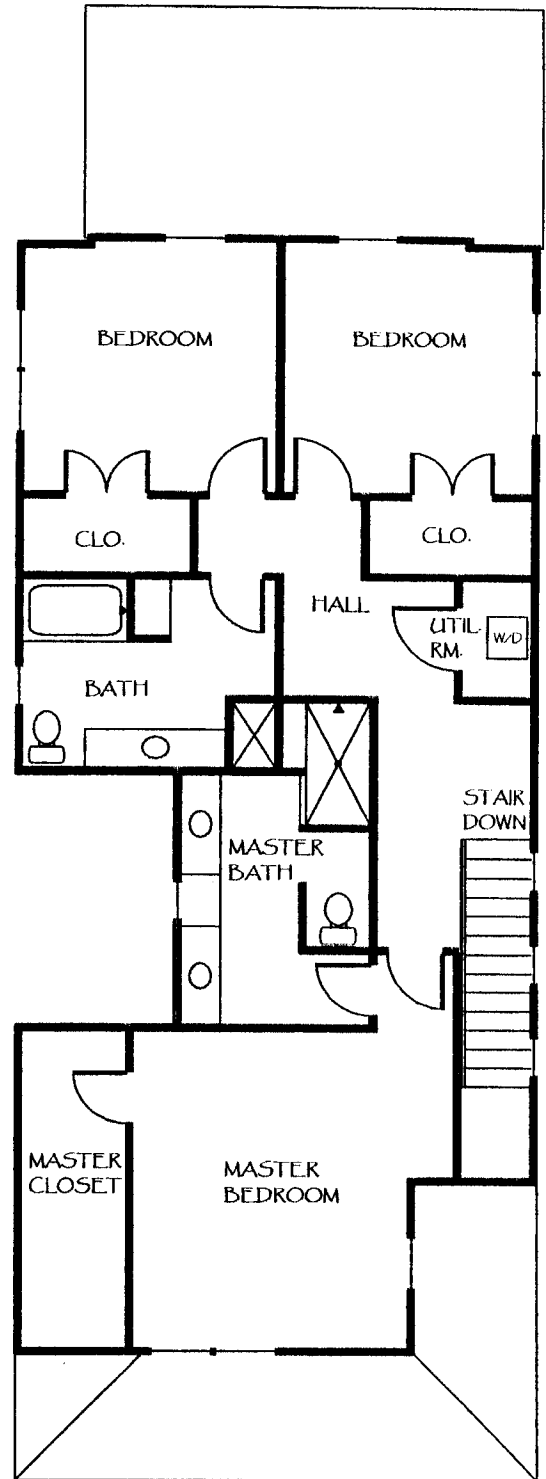 BEDROOM
BEDROOM
CLO.
CLO.
HALL
UTIL.
RM.
W/D
BATH
STAIR
DOWN
MASTER
BATH
MASTER
CLOSET
MASTER
BEDROOM